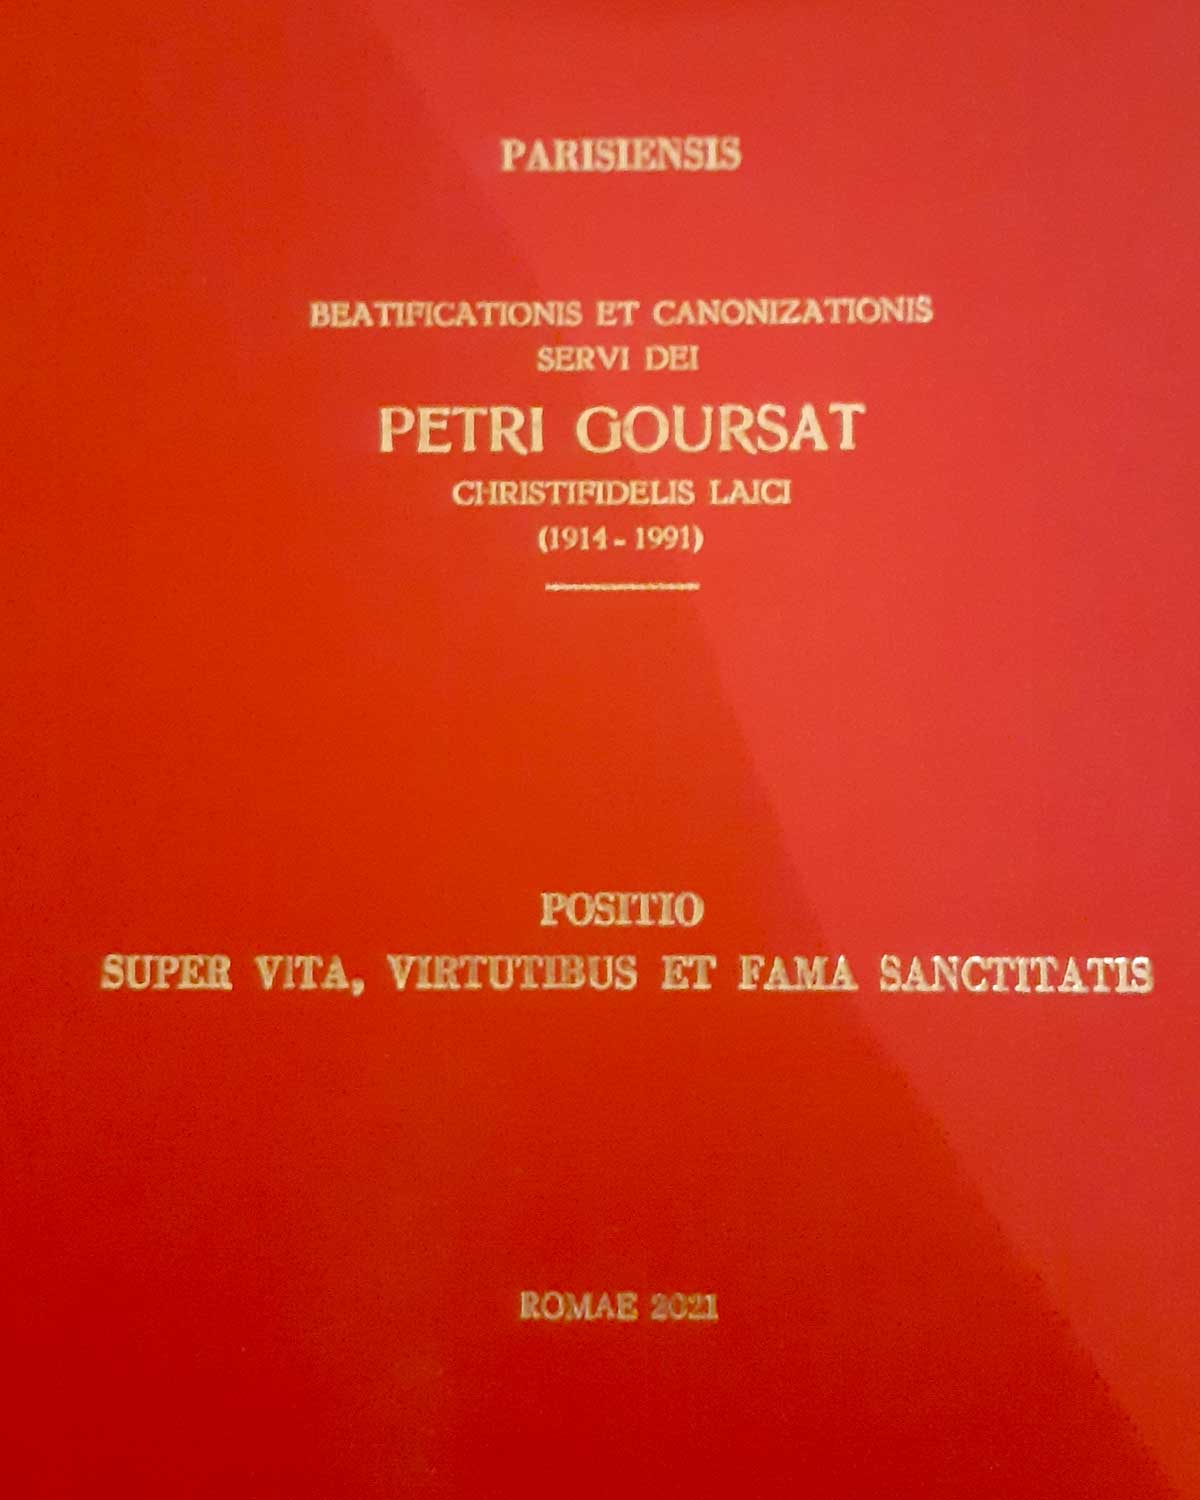 PARISIENSIS
BEATIFICATIONIS ET CANONIZATIONIS
SERVI DEI
PETRI GOURSAT
CHRISTIFIDELIS LAICI
(1914 - 1991)
POSITIO
SUPER VITA, VIRTUTIBUS ET FAMA SANCTITATIS
ROMAE 2021